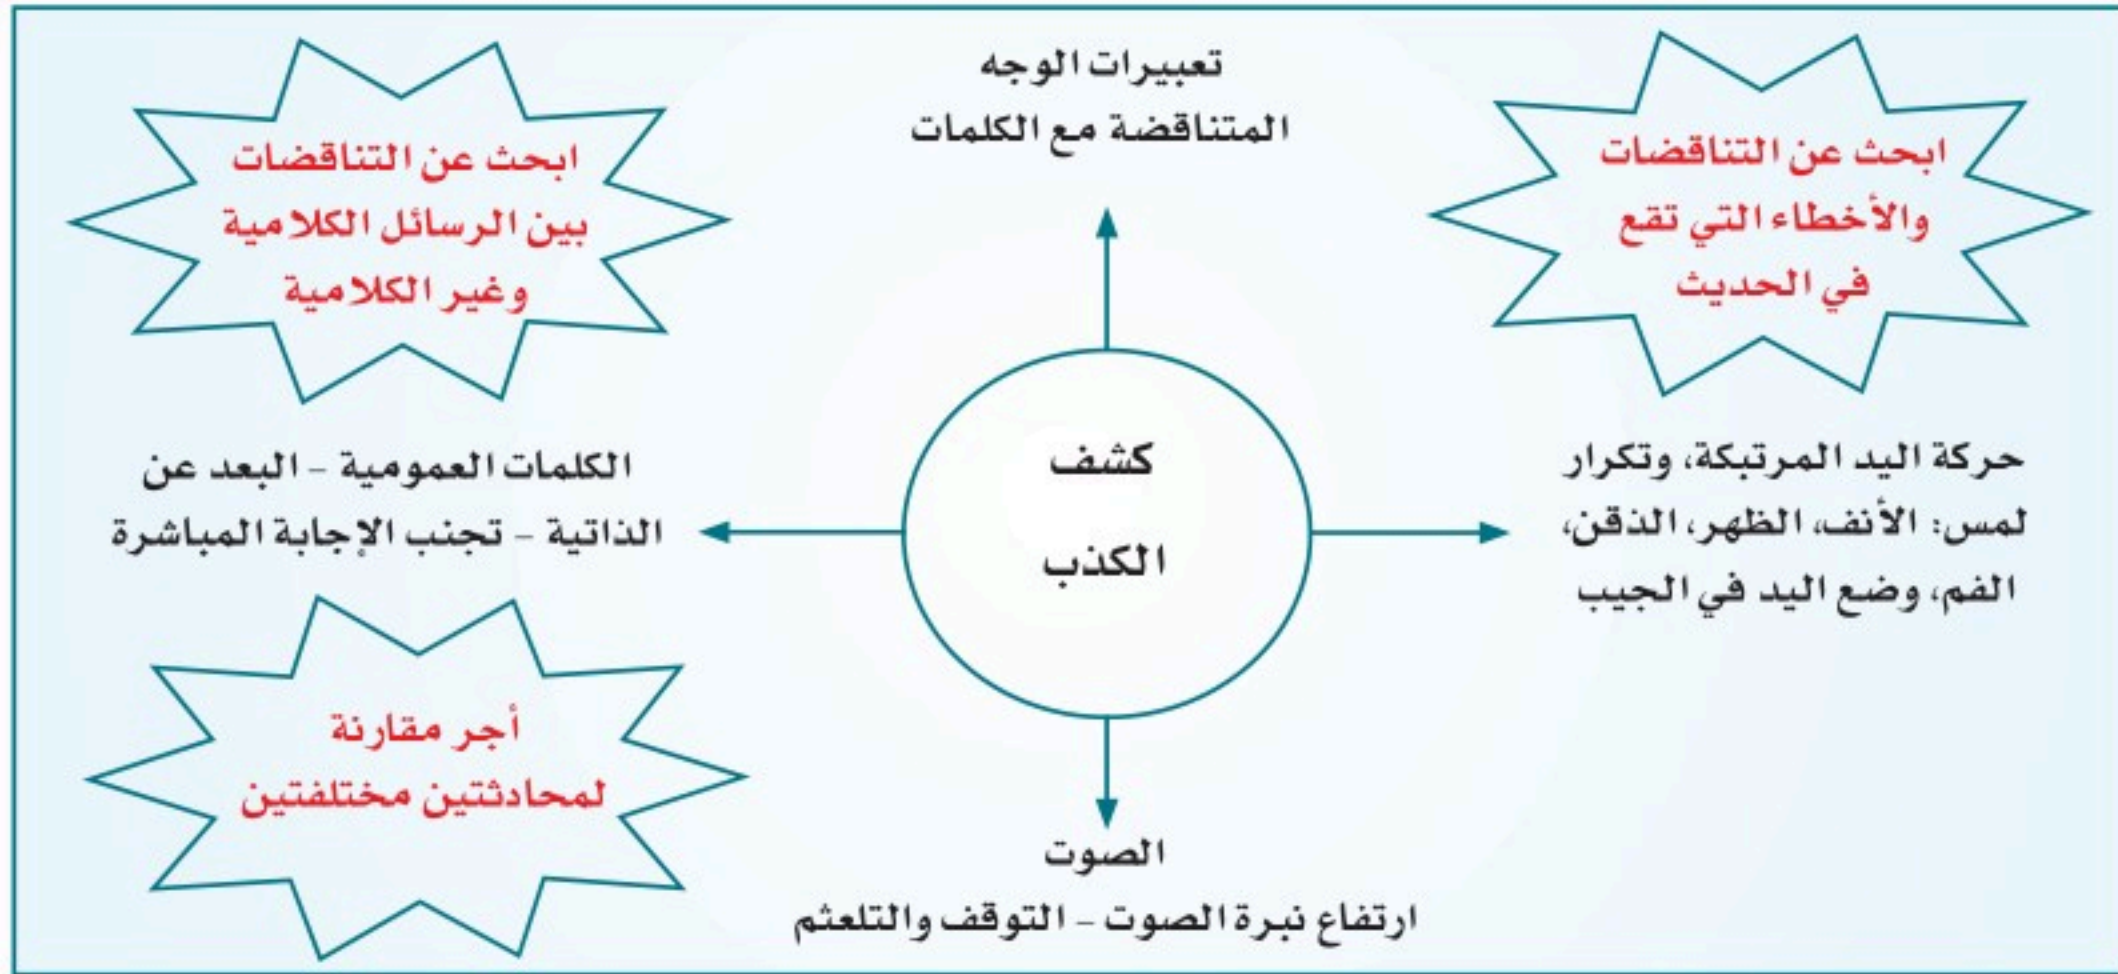 ابحث عن التناقضات
والأخطاء التي تقع
في الحديث
تعبيرات الوجه
المتناقضة مع الكلمات
ابحث عن التناقضات
بين الرسائل الكلامية
وغير الكلامية
حركة اليد المرتبكة، وتكرار
لمس: الأنف، الظهر، الذقن،
الفم، وضع اليد في الجيب
كشف
الكذب
الكلمات العمومية - البعد عن
الذاتية - تجنب الإجابة المباشرة
أجر مقارنة
لمحادثتين مختلفتين
الصوت
ارتفاع نبرة الصوت - التوقف والتلعثم